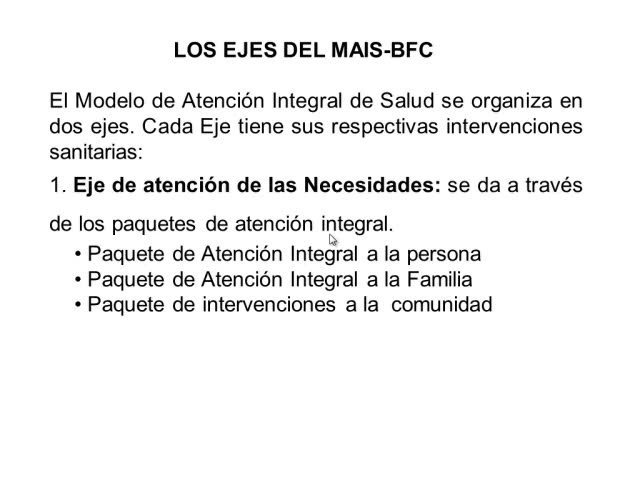 LOS EJES DEL MAIS-BFC
El Modelo de Atención Integral de Salud se organiza en
dos ejes. Cada Eje tiene sus respectivas intervenciones
sanitarias:
1. Eje de atención de las Necesidades: se da a través
de los paquetes de atención integral.
• Paquete de Atención Integral a la persona
• Paquete de Atención Integral a la Familia
• Paquete de intervenciones a la comunidad